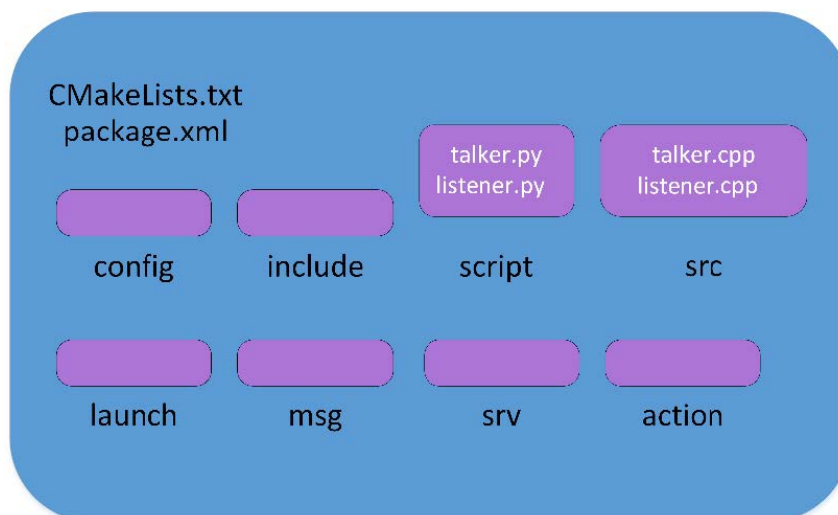 CMakeLists.txt
package.xml
talker.py
listener.py
talker.cpp
listener.cpp
config
include
script
src
launch
msg
srv
action